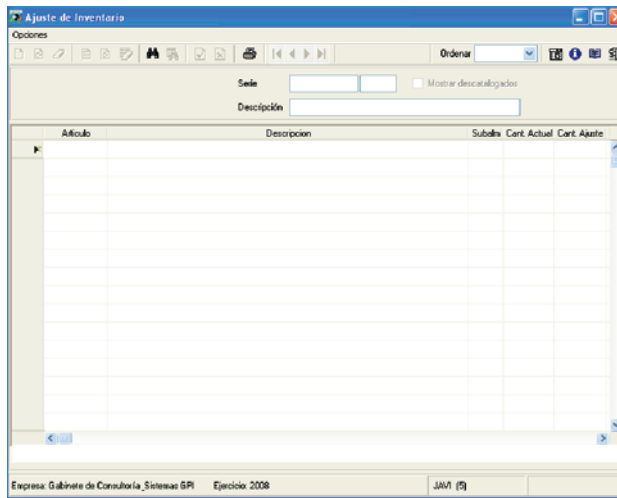 Ajuste de Inventario
Opciones
Ordenar
Serie
Mostrar descatalogados
Descripción
Articulo Descripcion Subalm Cant. Actual Cant. Ajuste
Empresa: Gabinete de Consultoría_Sistemas GPI Ejercicio: 2008 JAVI (5)